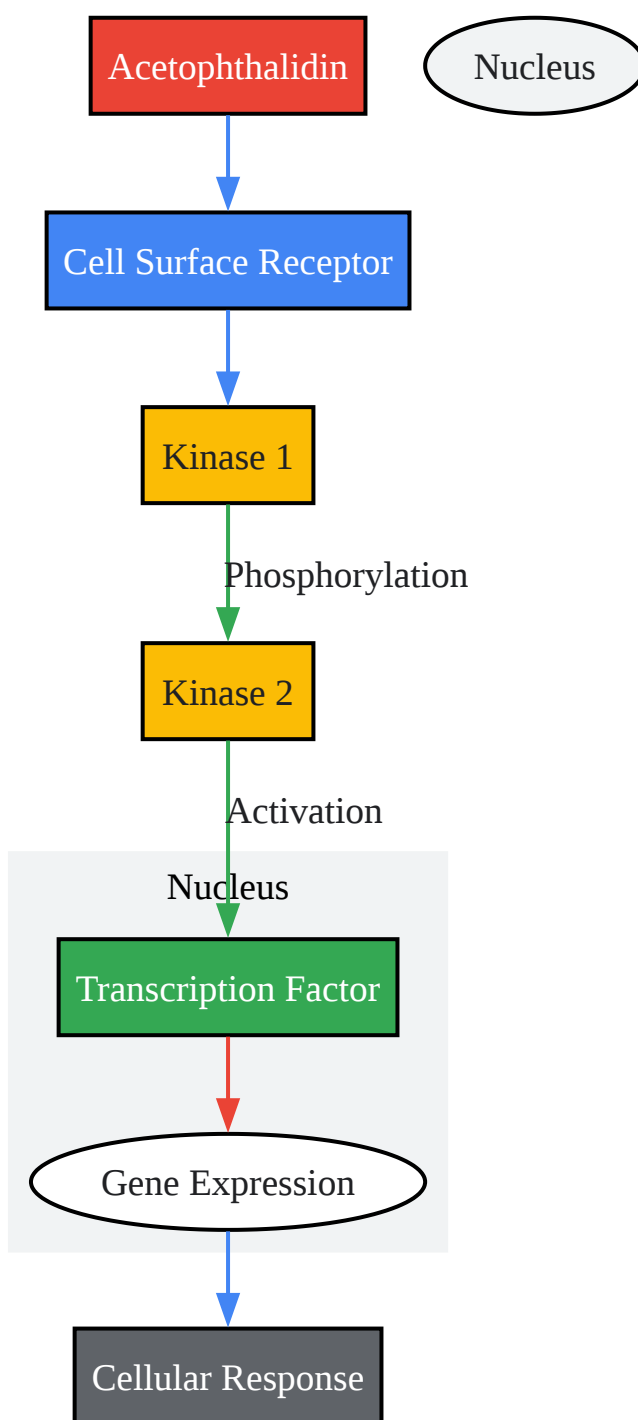 Acetophthalidin
Nucleus
Cell Surface Receptor
Kinase 1
Phosphorylation
Kinase 2
Activation
Nucleus
Transcription Factor
Gene Expression
Cellular Response